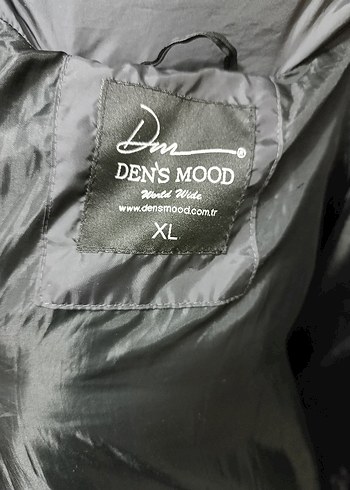 Dm®
DEN'S MOOD
World Wide
www.densmood.com.tr
XL